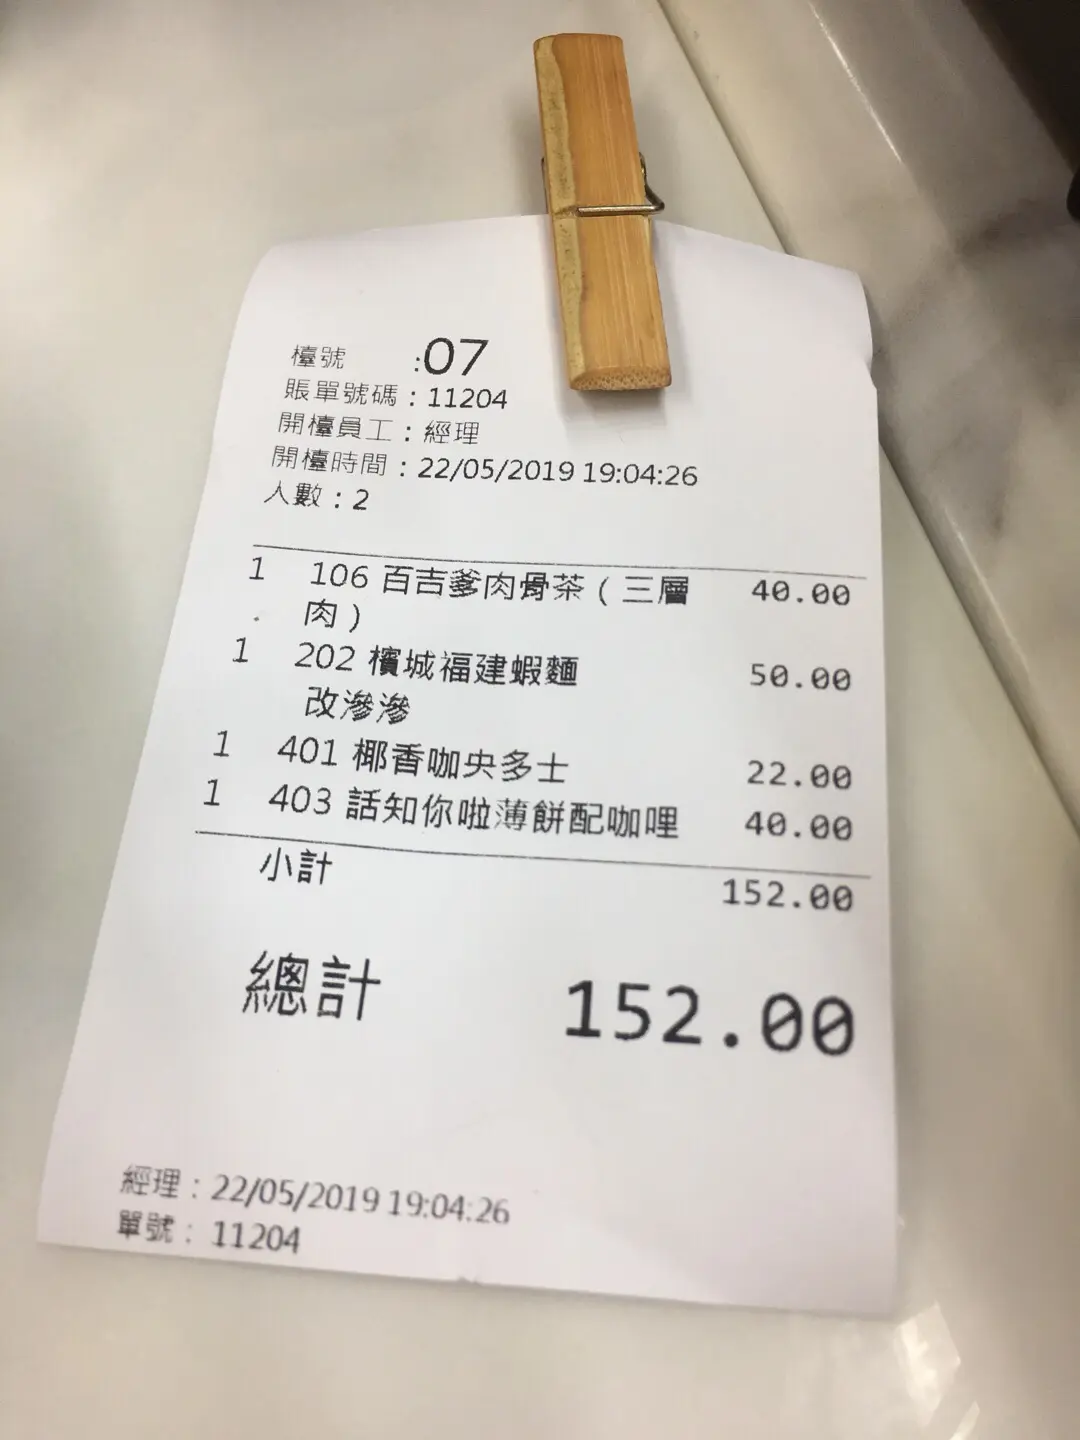 檯號 :07
賬單號碼：11204
開檯員工：經理
開檯時間：22/05/2019 19:04:26
人數：2
1 106 百吉爹肉骨茶（三層 40.00
肉）
1 202 檳城福建蝦麵 50.00
改滲滲
1 401 椰香咖央多士 22.00
1 403 話知你啦薄餅配咖哩 40.00
小計 152.00
總計 152.00
經理：22/05/2019 19:04:26
單號：11204